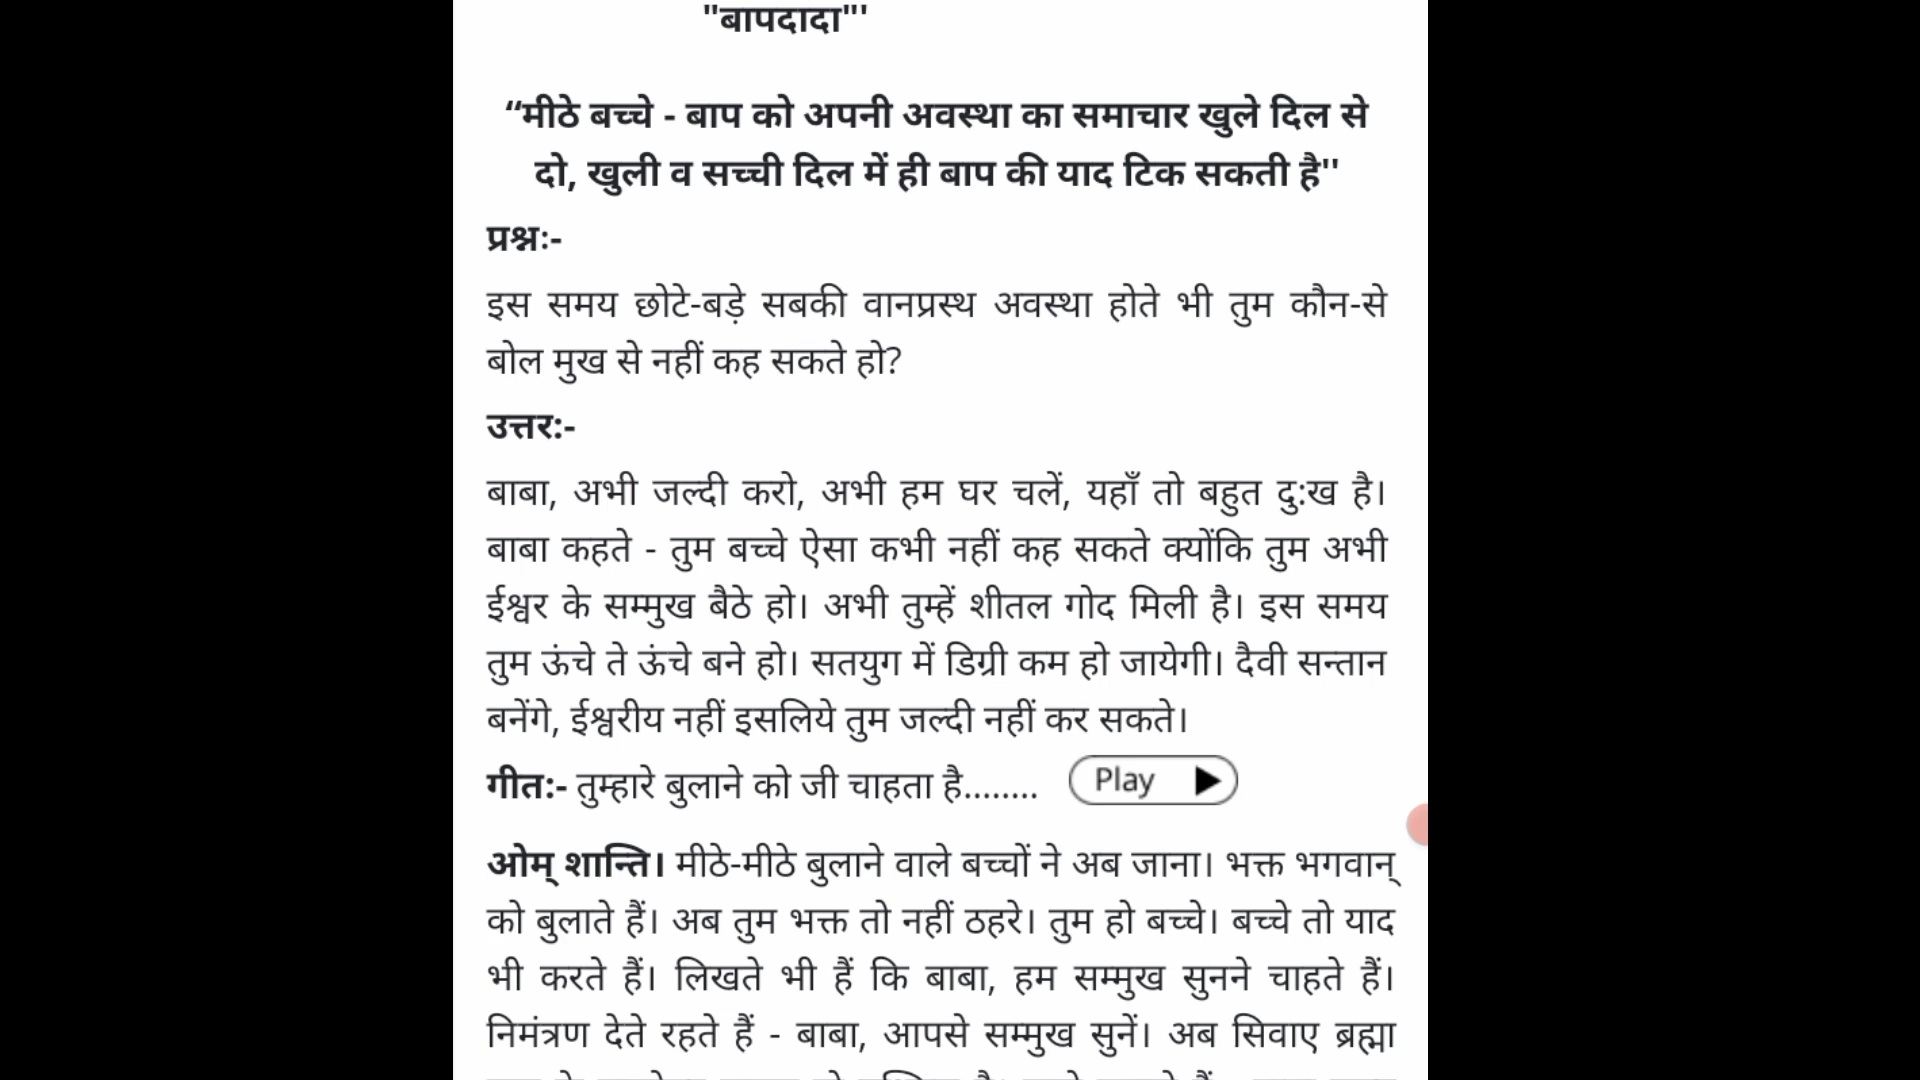 "बापदादा"'
“मीठे बच्चे - बाप को अपनी अवस्था का समाचार खुले दिल से
दो, खुली व सच्ची दिल में ही बाप की याद टिक सकती है''
प्रश्नः-
इस समय छोटे-बड़े सबकी वानप्रस्थ अवस्था होते भी तुम कौन-से
बोल मुख से नहीं कह सकते हो?
उत्तर:-
बाबा, अभी जल्दी करो, अभी हम घर चलें, यहाँ तो बहुत दु:ख है।
बाबा कहते - तुम बच्चे ऐसा कभी नहीं कह सकते क्योंकि तुम अभी
ईश्वर के सम्मुख बैठे हो। अभी तुम्हें शीतल गोद मिली है। इस समय
तुम ऊंचे ते ऊंचे बने हो। सतयुग में डिग्री कम हो जायेगी। दैवी सन्तान
बनेंगे, ईश्वरीय नहीं इसलिये तुम जल्दी नहीं कर सकते।
गीत:- तुम्हारे बुलाने को जी चाहता है........ Play
ओम् शान्ति। मीठे-मीठे बुलाने वाले बच्चों ने अब जाना। भक्त भगवान्
को बुलाते हैं। अब तुम भक्त तो नहीं ठहरे। तुम हो बच्चे। बच्चे तो याद
भी करते हैं। लिखते भी हैं कि बाबा, हम सम्मुख सुनने चाहते हैं।
निमंत्रण देते रहते हैं - बाबा, आपसे सम्मुख सुनें। अब सिवाए ब्रह्मा